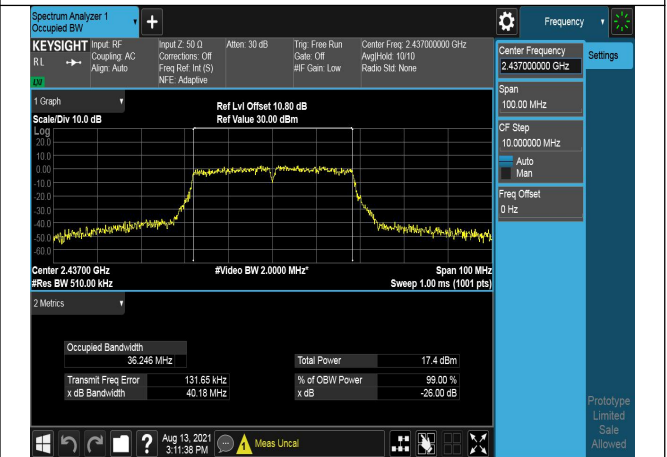 Spectrum Analyzer 1
Occupied BW
Frequency
KEYSIGHT
RL
Input: RF
Coupling: AC
Align: Auto
Input Z: 50 Ω
Corrections: Off
Freq Ref: Int (S)
NFE: Adaptive
Atten: 30 dB
Trig: Free Run
Gate: Off
#IF Gain: Low
Center Freq: 2.437000000 GHz
Avg|Hold: 10/10
Radio Std: None
Center Frequency
2.437000000 GHz
Settings
Span
100.00 MHz
CF Step
10.000000 MHz
Auto
Man
Freq Offset
0 Hz
1 Graph
Scale/Div 10.0 dB
Ref Lvl Offset 10.80 dB
Ref Value 30.00 dBm
Log
20.0
10.0
0.00
-10.0
-20.0
-30.0
-40.0
-50.0
-60.0
Center 2.43700 GHz
#Video BW 2.0000 MHz*
Span 100 MHz
#Res BW 510.00 kHz
Sweep 1.00 ms (1001 pts)
2 Metrics
Occupied Bandwidth
36.246 MHz
Total Power 17.4 dBm
Transmit Freq Error 131.65 kHz
% of OBW Power 99.00 %
x dB Bandwidth 40.18 MHz
x dB -26.00 dB
Prototype
Limited
Sale
Allowed
?
Aug 13, 2021
3:11:38 PM
1
Meas Uncal